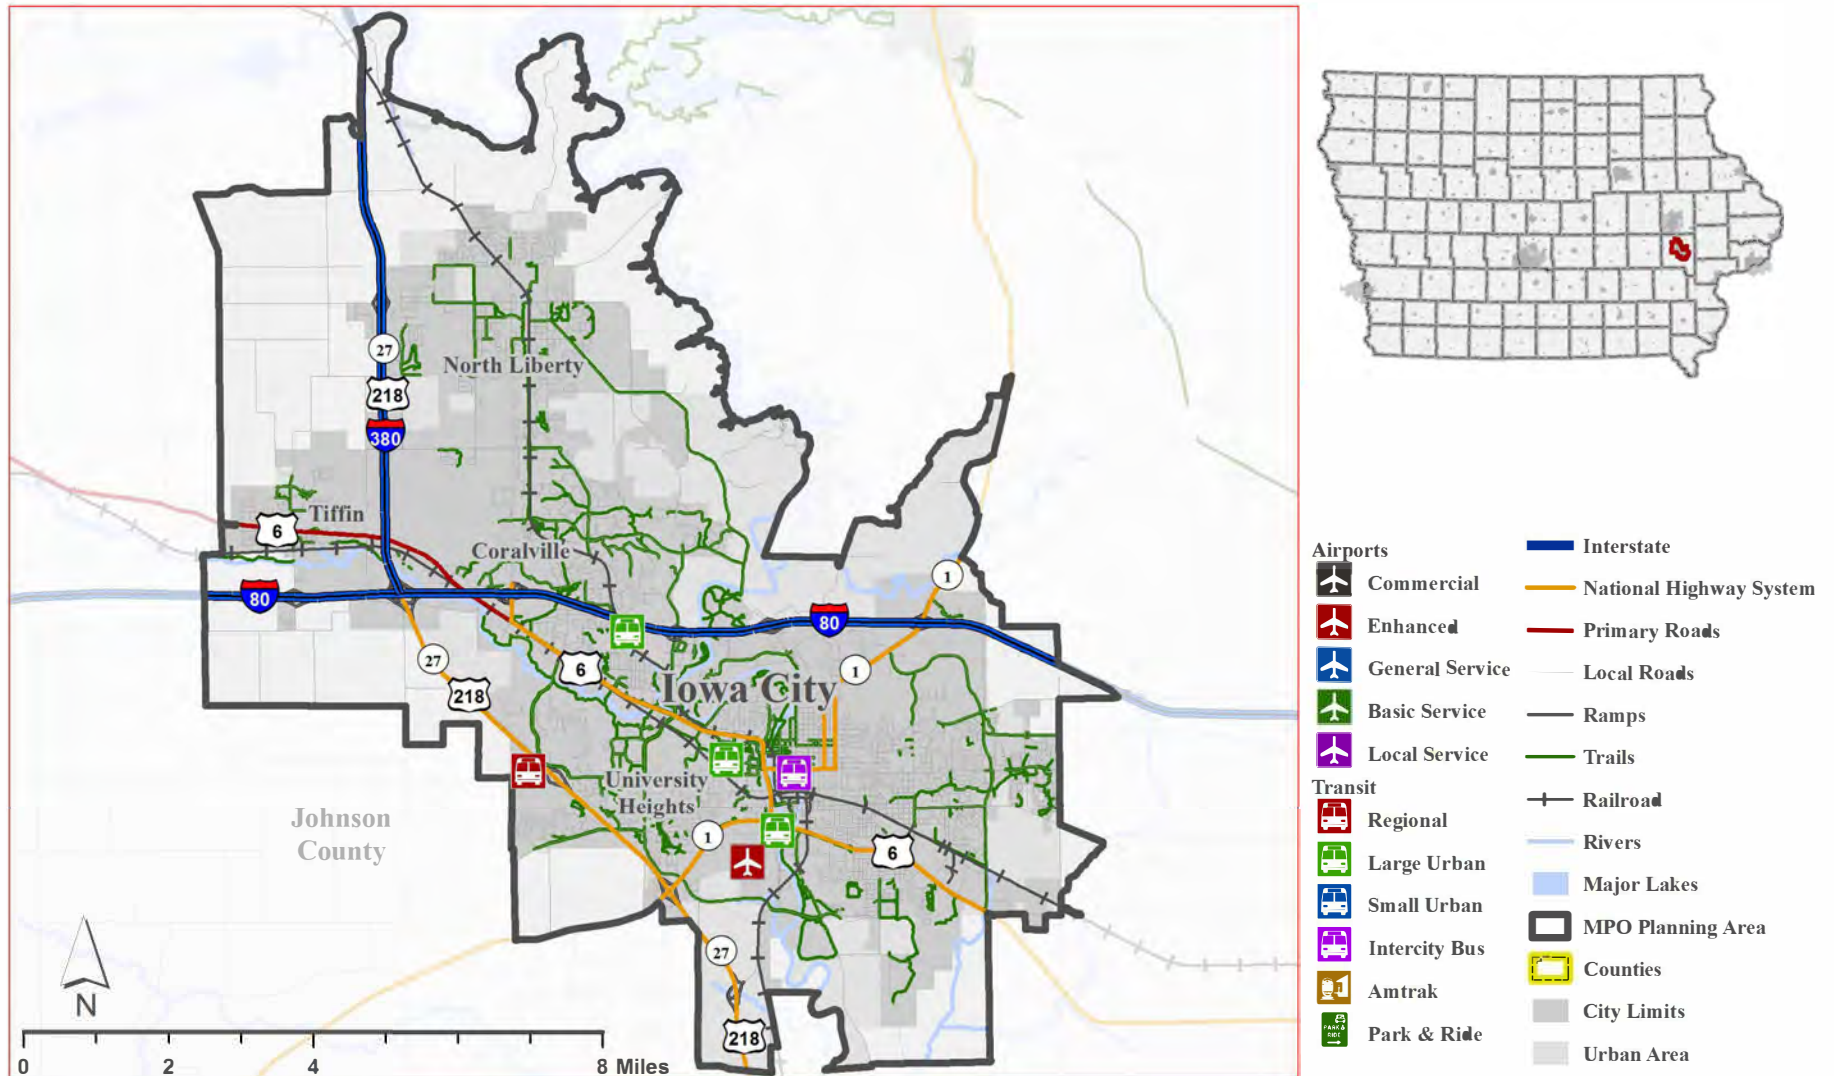 27
218
380
North Liberty
Tiffin
6
Coralville
80
80
1
1
27
218
6
Iowa City
University
Heights
1
6
Johnson
County
27
218
N
0 2 4 8 Miles
Airports
Commercial
Enhanced
General Service
Basic Service
Local Service
Transit
Regional
Large Urban
Small Urban
Intercity Bus
Amtrak
PARK &
RIDE
Park & Ride
Interstate
National Highway System
Primary Roads
Local Roads
Ramps
Trails
Railroad
Rivers
Major Lakes
MPO Planning Area
Counties
City Limits
Urban Area